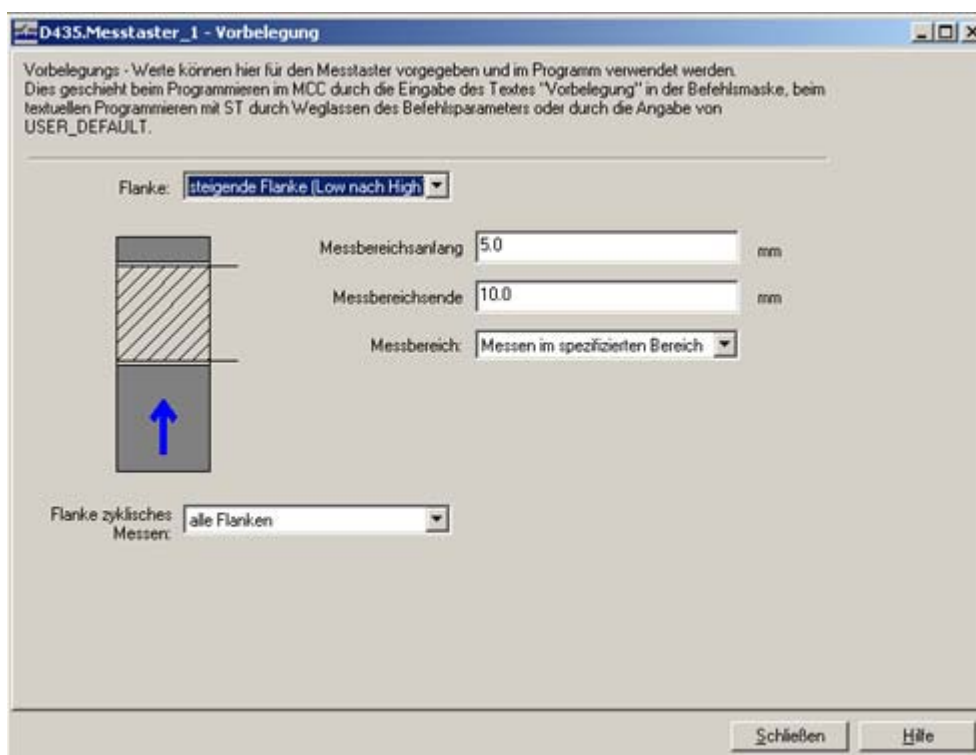 D435.Messtaster_1 - Vorbelegung
Vorbelegungs - Werte können hier für den Messtaster vorgegeben und im Programm verwendet werden.
Dies geschieht beim Programmieren im MCC durch die Eingabe des Textes "Vorbelegung" in der Befehlsmaske, beim
textuellen Programmieren mit ST durch Weglassen des Befehlsparameters oder durch die Angabe von
USER_DEFAULT.
Flanke: steigende Flanke (Low nach High)
Messbereichsanfang 5.0 mm
Messbereichsende 10.0 mm
Messbereich: Messen im spezifizierten Bereich
Flanke zyklisches
Messen: alle Flanken
Schließen Hilfe